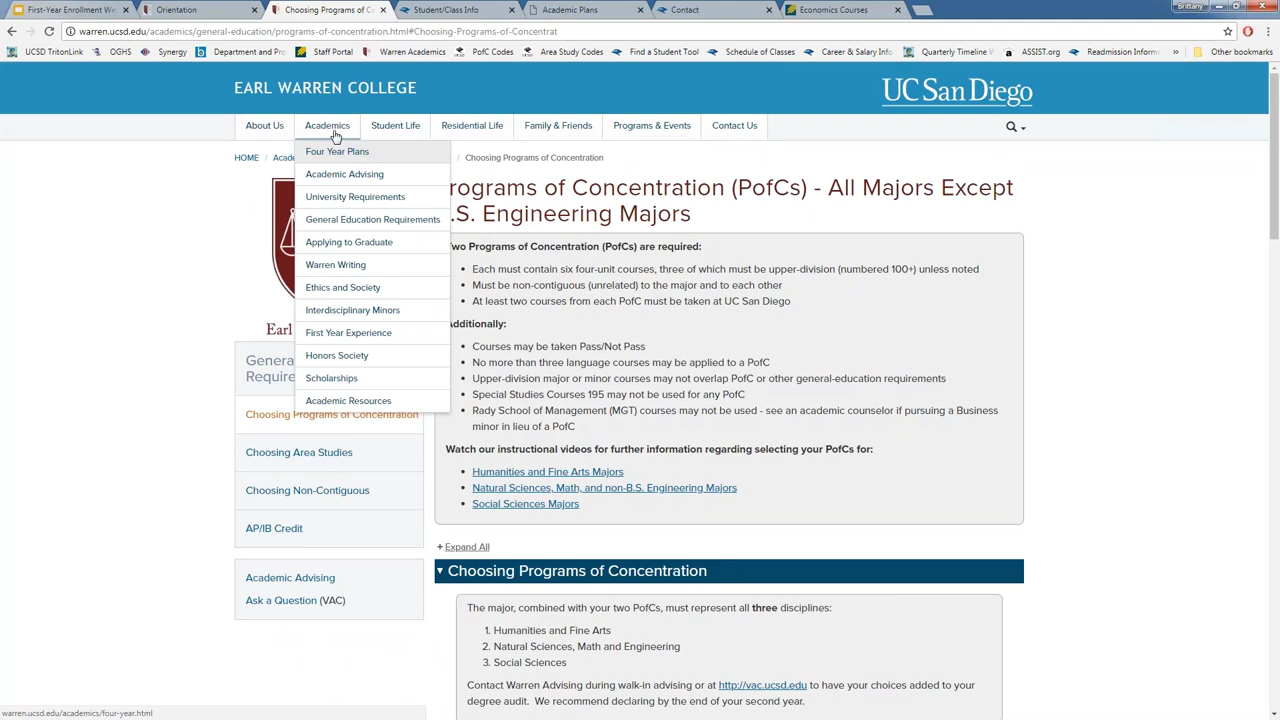 First-Year Enrollment We
Orientation
Choosing Programs of C
Student/Class Info
Academic Plans
Contact
Economics Courses
Brittany
warren.ucsd.edu/academics/general-education/programs-of-concentration.html#Choosing-Programs-of-Concentrat
UCSD TritonLink
OGHS
Synergy
Department and Pro
Staff Portal
Warren Academics
PofC Codes
Area Study Codes
Find a Student Tool
Schedule of Classes
Career & Salary Info
Quarterly Timeline
ASSIST.org
Readmission Inform
»
Other bookmarks
EARL WARREN COLLEGE
UC San Diego
About Us
Academics
Student Life
Residential Life
Family & Friends
Programs & Events
Contact Us
HOME / Acade
/ Choosing Programs of Concentration
Four Year Plans
Academic Advising
University Requirements
General Education Requirements
Applying to Graduate
Warren Writing
Ethics and Society
Interdisciplinary Minors
First Year Experience
Honors Society
Scholarships
Academic Resources
Earl
General
Require
Choosing Programs of Concentration
Choosing Area Studies
Choosing Non-Contiguous
AP/IB Credit
Academic Advising
Ask a Question (VAC)
rograms of Concentration (PofCs) - All Majors Except
.S. Engineering Majors
Two Programs of Concentration (PofCs) are required:
• Each must contain six four-unit courses, three of which must be upper-division (numbered 100+) unless noted
• Must be non-contiguous (unrelated) to the major and to each other
• At least two courses from each PofC must be taken at UC San Diego
Additionally:
• Courses may be taken Pass/Not Pass
• No more than three language courses may be applied to a PofC
• Upper-division major or minor courses may not overlap PofC or other general-education requirements
• Special Studies Courses 195 may not be used for any PofC
• Rady School of Management (MGT) courses may not be used - see an academic counselor if pursuing a Business
minor in lieu of a PofC
Watch our instructional videos for further information regarding selecting your PofCs for:
• Humanities and Fine Arts Majors
• Natural Sciences, Math, and non-B.S. Engineering Majors
• Social Sciences Majors
+ Expand All
Choosing Programs of Concentration
The major, combined with your two PofCs, must represent all three disciplines:
1. Humanities and Fine Arts
2. Natural Sciences, Math and Engineering
3. Social Sciences
Contact Warren Advising during walk-in advising or at http://vac.ucsd.edu to have your choices added to your
degree audit. We recommend declaring by the end of your second year.
warren.ucsd.edu/academics/four-year.html